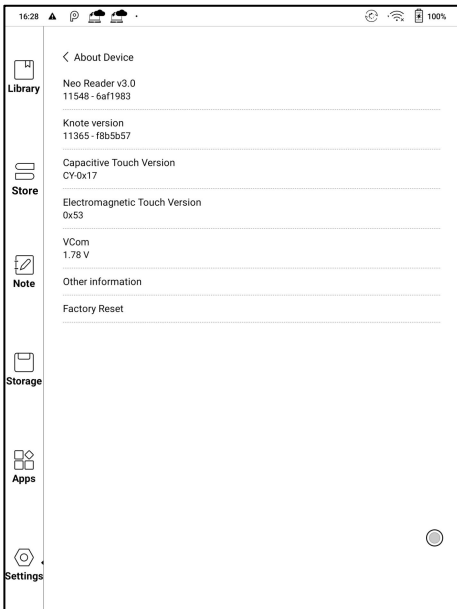 16:28 100%
About Device
Neo Reader v3.0
11548 - 6af1983
Knote version
11365 - f8b5b57
Capacitive Touch Version
CY-0x17
Electromagnetic Touch Version
0x53
VCom
1.78 V
Other information
Factory Reset
Library
Store
Note
Storage
Apps
Settings